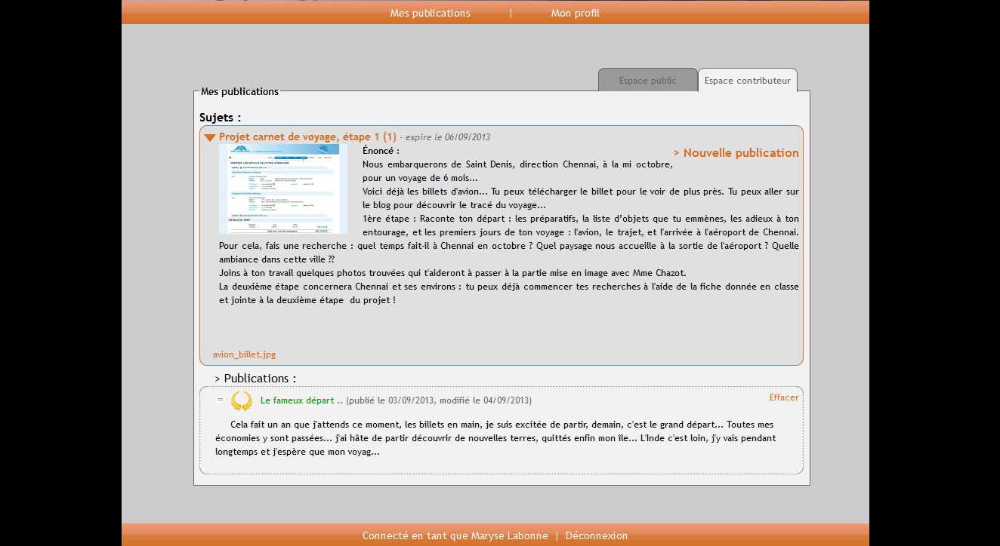 Mes publications | Mon profil
Espace public Espace contributeur
Mes publications
Sujets :
Projet carnet de voyage, étape 1 (1) - expire le 06/09/2013
Énoncé :
> Nouvelle publication
Nous embarquerons de Saint Denis, direction Chennai, à la mi octobre,
pour un voyage de 6 mois...
Voici déjà les billets d'avion... Tu peux télécharger le billet pour le voir de plus près. Tu peux aller sur
le blog pour découvrir le tracé du voyage...
1ère étape : Raconte ton départ : les préparatifs, la liste d’objets que tu emmènes, les adieux à ton
entourage, et les premiers jours de ton voyage : l'avion, le trajet, et l'arrivée à l'aéroport de Chennai.
Pour cela, fais une recherche : quel temps fait-il à Chennai en octobre ? Quel paysage nous accueille à la sortie de l'aéroport ? Quelle
ambiance dans cette ville ??
Joins à ton travail quelques photos trouvées qui t'aideront à passer à la partie mise en image avec Mme Chazot.
La deuxième étape concernera Chennai et ses environs : tu peux déjà commencer tes recherches à l'aide de la fiche donnée en classe
et jointe à la deuxième étape  du projet !
avion_billet.jpg
> Publications :
Le fameux départ .. (publié le 03/09/2013, modifié le 04/09/2013)
Effacer
Cela fait un an que j'attends ce moment, les billets en main, je suis excitée de partir, demain, c'est le grand départ... Toutes mes
économies y sont passées... j'ai hâte de partir découvrir de nouvelles terres, quittés enfin mon île... L'Inde c'est loin, j'y vais pendant
longtemps et j'espère que mon voyag...
Connecté en tant que Maryse Labonne | Déconnexion